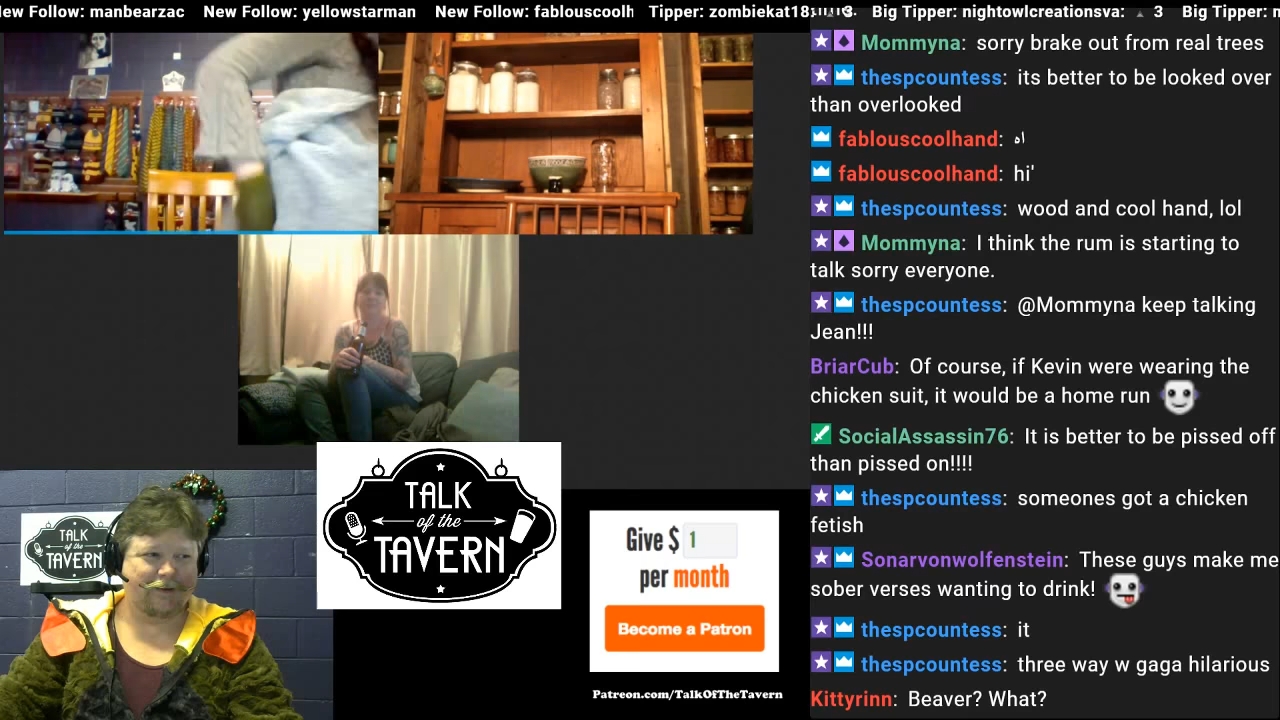 New Follow: manbearzac New Follow: yellowstarman New Follow: fablouscoolh Tipper: zombiekat18 3. Big Tipper: nightowlcreationsva: 3 Big Tipper: n
Mommyna: sorry brake out from real trees
thespcountess: its better to be looked over
than overlooked
fablouscoolhand: اه
fablouscoolhand: hi'
thespcountess: wood and cool hand, lol
Mommyna: I think the rum is starting to
talk sorry everyone.
thespcountess: @Mommyna keep talking
Jean!!!
BriarCub: Of course, if Kevin were wearing the
chicken suit, it would be a home run
SocialAssassin76: It is better to be pissed off
than pissed on!!!!
thespcountess: someones got a chicken
fetish
Sonarvonwolfenstein: These guys make me
sober verses wanting to drink!
thespcountess: it
thespcountess: three way w gaga hilarious
Kittyrinn: Beaver? What?
TALK
of the
TAVERN
TALK
of the
TAVERN
Give $ 1
per month
Become a Patron
Patreon.com/TalkOfTheTavern